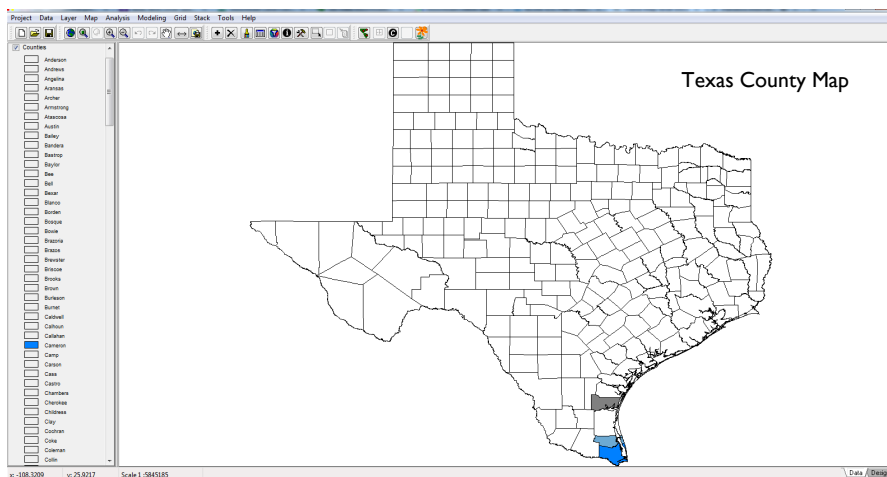 Project Data Layer Map Analysis Modeling Grid Stack Tools Help
Counties
Anderson
Andrews
Angelina
Aransas
Archer
Armstrong
Atascosa
Austin
Bailey
Bandera
Bastrop
Baylor
Bee
Bell
Bexar
Blanco
Borden
Bosque
Bowie
Brazoria
Brazos
Brewster
Briscoe
Brooks
Brown
Burleson
Burnet
Caldwell
Calhoun
Callahan
Cameron
Camp
Carson
Cass
Castro
Chambers
Cherokee
Childress
Clay
Cochran
Coke
Coleman
Collin
Texas County Map
x: -108.3209 y: 25.9217 Scale 1 :5845185
Data Desig